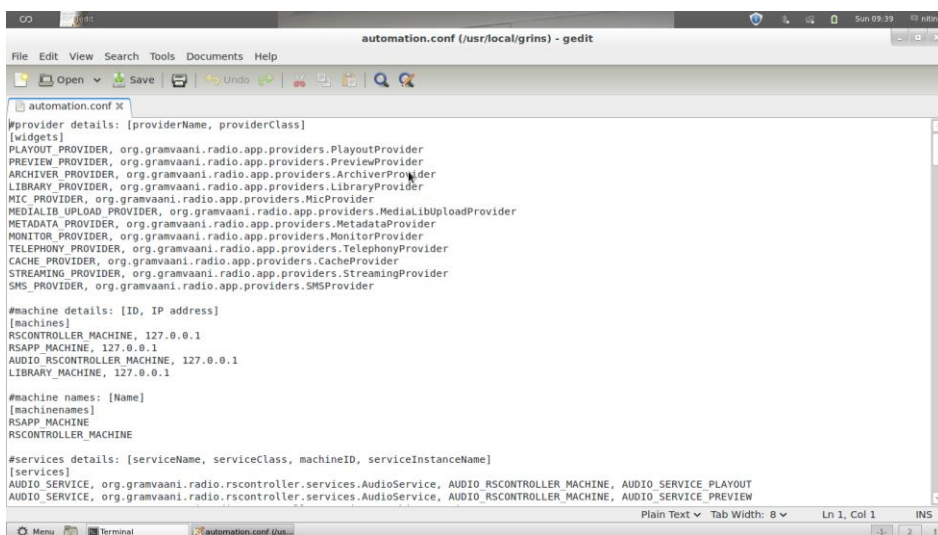 gedit
Sun 09:39 nitin
automation.conf (/usr/local/grins) - gedit
File Edit View Search Tools Documents Help
Open Save Undo
automation.conf
#provider details: [providerName, providerClass]
[widgets]
PLAYOUT_PROVIDER, org.gramvaani.radio.app.providers.PlayoutProvider
PREVIEW_PROVIDER, org.gramvaani.radio.app.providers.PreviewProvider
ARCHIVER_PROVIDER, org.gramvaani.radio.app.providers.ArchiverProvider
LIBRARY_PROVIDER, org.gramvaani.radio.app.providers.LibraryProvider
MIC_PROVIDER, org.gramvaani.radio.app.providers.MicProvider
MEDIALIB_UPLOAD_PROVIDER, org.gramvaani.radio.app.providers.MediaLibUploadProvider
METADATA_PROVIDER, org.gramvaani.radio.app.providers.MetadataProvider
MONITOR_PROVIDER, org.gramvaani.radio.app.providers.MonitorProvider
TELEPHONY_PROVIDER, org.gramvaani.radio.app.providers.TelephonyProvider
CACHE_PROVIDER, org.gramvaani.radio.app.providers.CacheProvider
STREAMING_PROVIDER, org.gramvaani.radio.app.providers.StreamingProvider
SMS_PROVIDER, org.gramvaani.radio.app.providers.SMSProvider
#machine details: [ID, IP address]
[machines]
RSCONTROLLER_MACHINE, 127.0.0.1
RSAPP_MACHINE, 127.0.0.1
AUDIO_RSCONTROLLER_MACHINE, 127.0.0.1
LIBRARY_MACHINE, 127.0.0.1
#machine names: [Name]
[machinenames]
RSAPP_MACHINE
RSCONTROLLER_MACHINE
#services details: [serviceName, serviceClass, machineID, serviceInstanceName]
[services]
AUDIO_SERVICE, org.gramvaani.radio.rscontroller.services.AudioService, AUDIO_RSCONTROLLER_MACHINE, AUDIO_SERVICE_PLAYOUT
AUDIO_SERVICE, org.gramvaani.radio.rscontroller.services.AudioService, AUDIO_RSCONTROLLER_MACHINE, AUDIO_SERVICE_PREVIEW
Plain Text Tab Width: 8 Ln 1, Col 1 INS
Menu Terminal automation.conf (/us... -1- 2